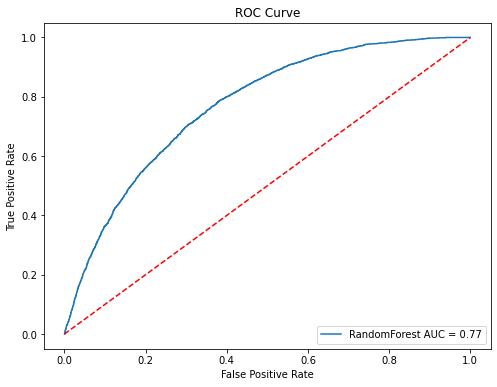 ROC Curve
True Positive Rate
1.0
0.8
0.6
0.4
0.2
0.0
0.0 0.2 0.4 0.6 0.8 1.0
False Positive Rate
RandomForest AUC = 0.77